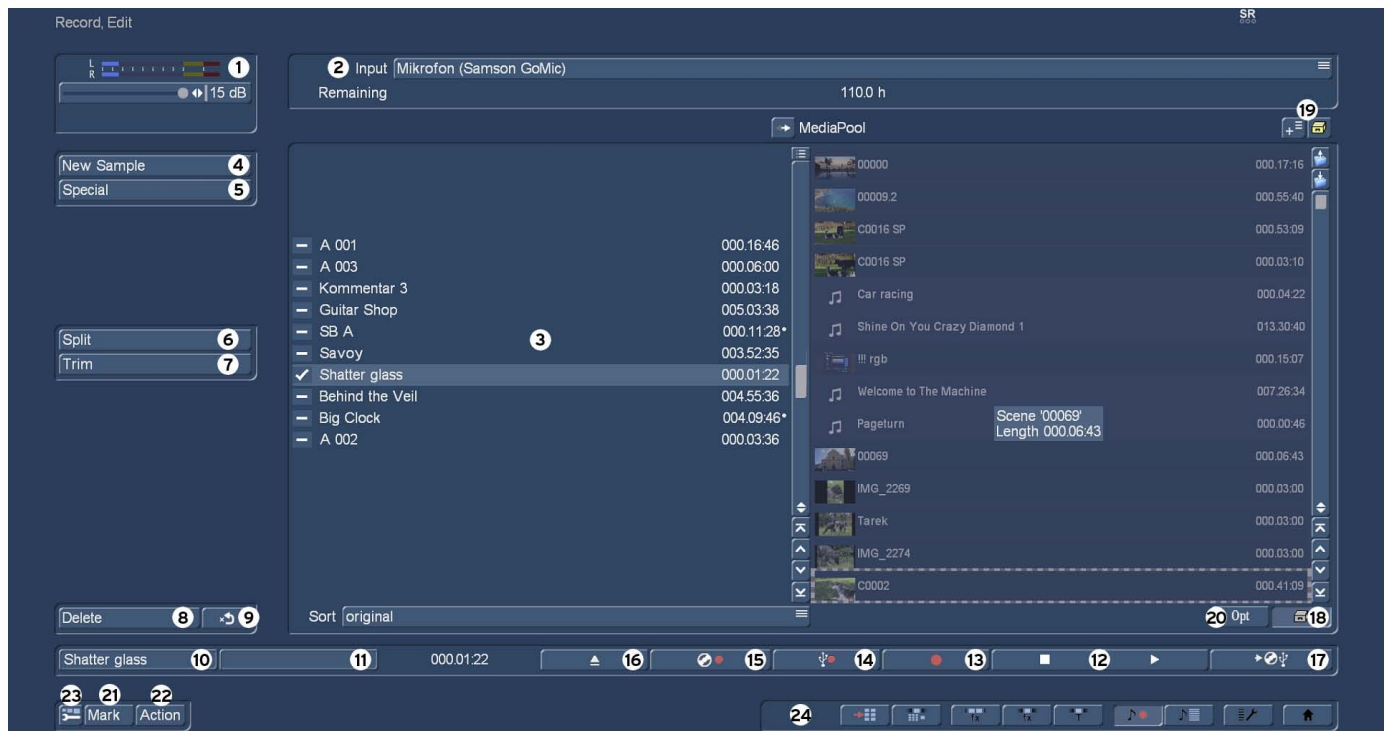 Record, Edit
SR
L
R
1
15 dB
2 Input Mikrofon (Samson GoMic)
Remaining 110.0 h
MediaPool
19
New Sample 4
Special 5
Split 6
Trim 7
A 001 000.16:46
A 003 000.06:00
Kommentar 3 000.03:18
Guitar Shop 005.03:38
SB A 000.11:28•
3
Savoy 003.52:35
Shatter glass 000.01:22
Behind the Veil 004.55:36
Big Clock 004.09:46•
A 002 000.03:36
00000 000.17:16
00009.2 000.55:40
C0016 SP 000.53:09
C0016 SP 000.03:10
Car racing 000.04:22
Shine On You Crazy Diamond 1 013.30:40
!!! rgb 000.15:07
Welcome to The Machine 007.26:34
Pageturn 000.00:46
Scene '00069'
Length 000.06:43
00069 000.06:43
IMG_2269 000.03:00
Tarek 000.03:00
IMG_2274 000.03:00
C0002 000.41:09
Delete 8 9
Sort original
20 Opt 18
Shatter glass 10 11 000.01:22 16 15 14 13 12 17
23 21 22
Mark Action
24